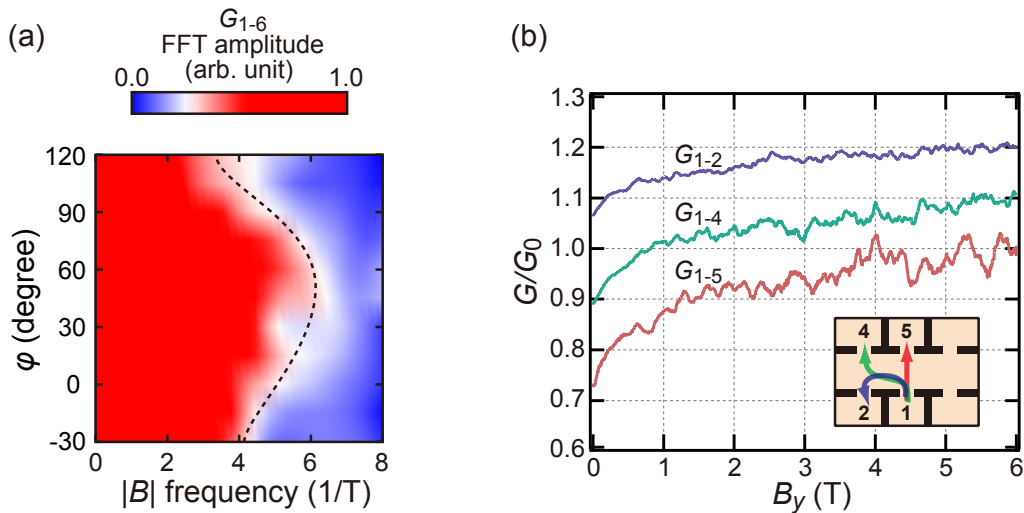 (a)
G1-6
FFT amplitude
(arb. unit)
0.0 1.0
120
90
60
30
0
-30
φ (degree)
0 2 4 6 8
|B| frequency (1/T)
(b)
1.3
1.2
1.1
1.0
0.9
0.8
0.7
0.6
G/G0
G1-2
G1-4
G1-5
4 5
2 1
0 1 2 3 4 5 6
By (T)